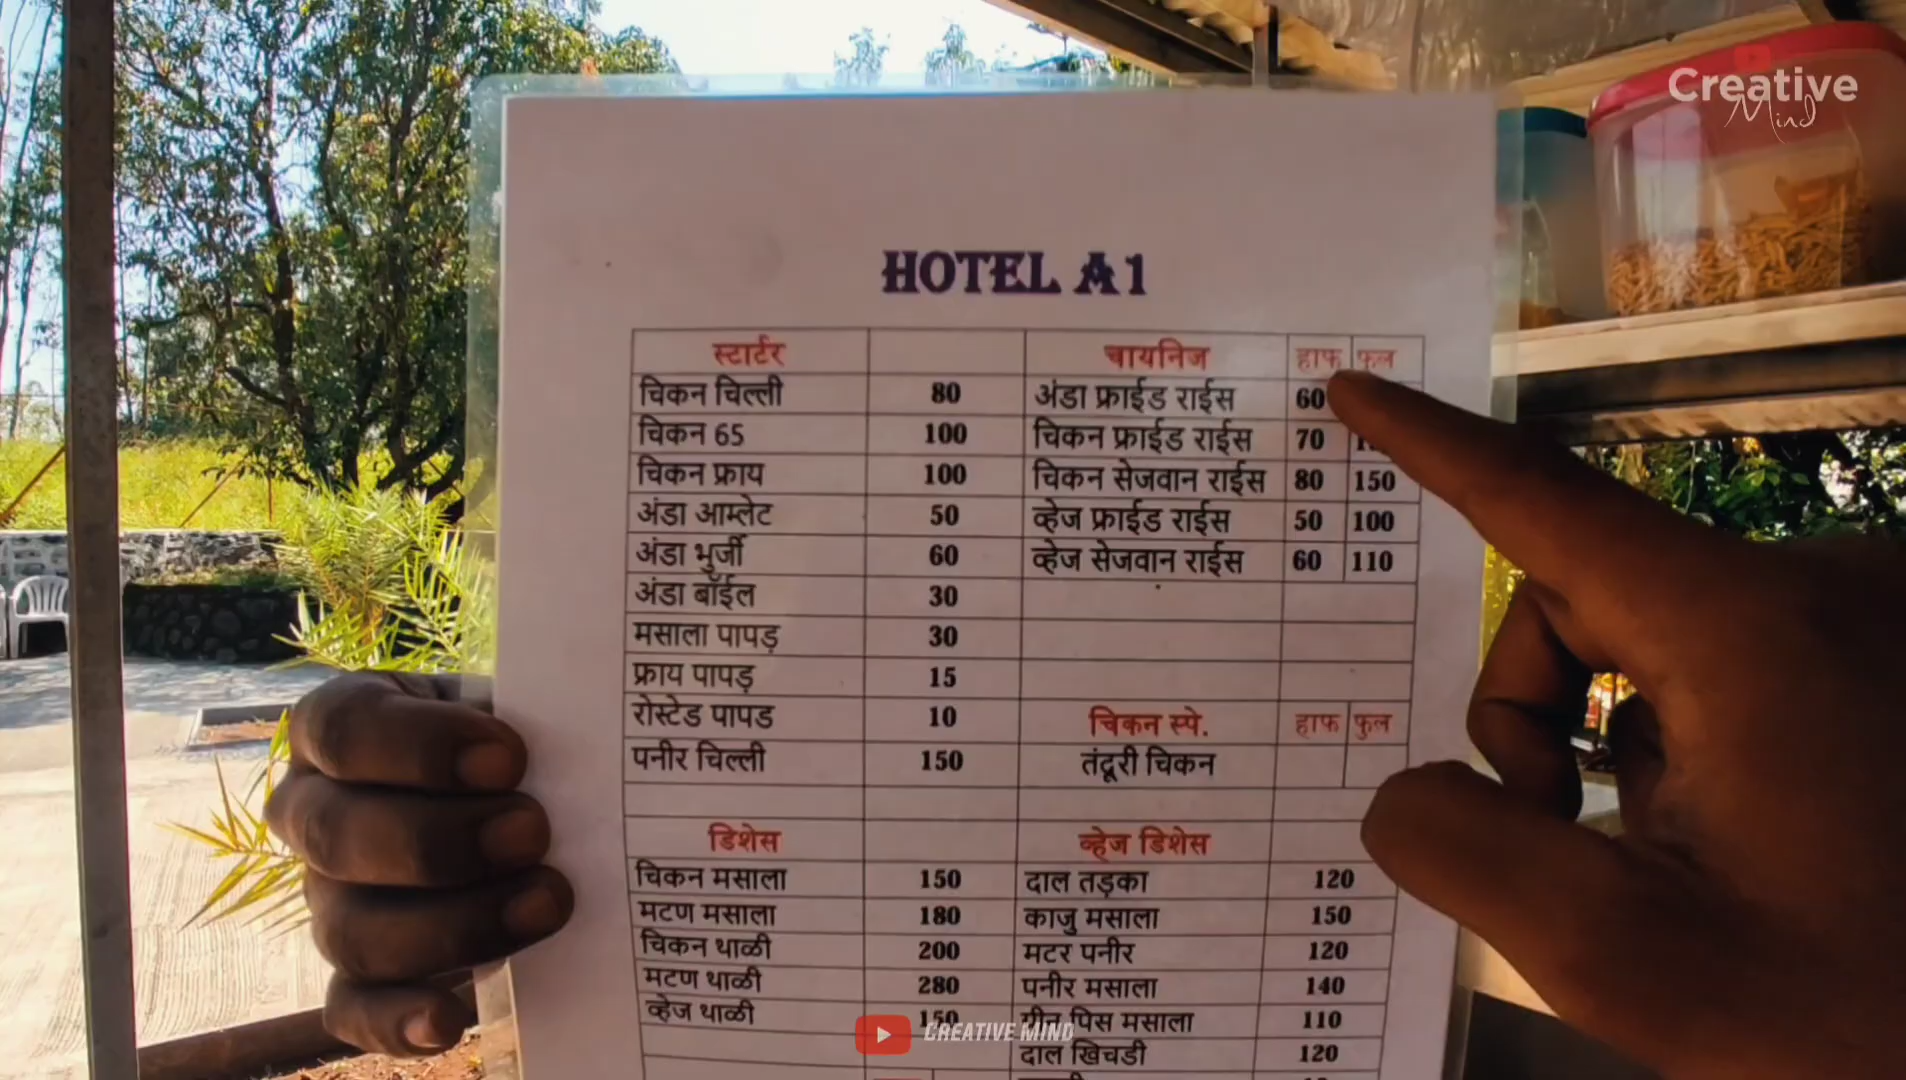 Creative
Mind
HOTEL A1
स्टार्टर चायनिज हाफ फुल
चिकन चिल्ली 80 अंडा फ्राईड राईस 60
चिकन 65 100 चिकन फ्राईड राईस 70
चिकन फ्राय 100 चिकन सेजवान राईस 80 150
अंडा आम्लेट 50 व्हेज फ्राईड राईस 50 100
अंडा भुर्जी 60 व्हेज सेजवान राईस 60 110
अंडा बॉईल 30
मसाला पापड़ 30
फ्राय पापड़ 15
रोस्टेड पापड 10 चिकन स्पे. हाफ फुल
पनीर चिल्ली 150 तंदूरी चिकन
डिशेस व्हेज डिशेस
चिकन मसाला 150 दाल तड़का 120
मटण मसाला 180 काजु मसाला 150
चिकन थाळी 200 मटर पनीर 120
मटण थाळी 280 पनीर मसाला 140
व्हेज थाळी 150 ग्रीन पिस मसाला 110
CREATIVE MIND
दाल खिचडी 120